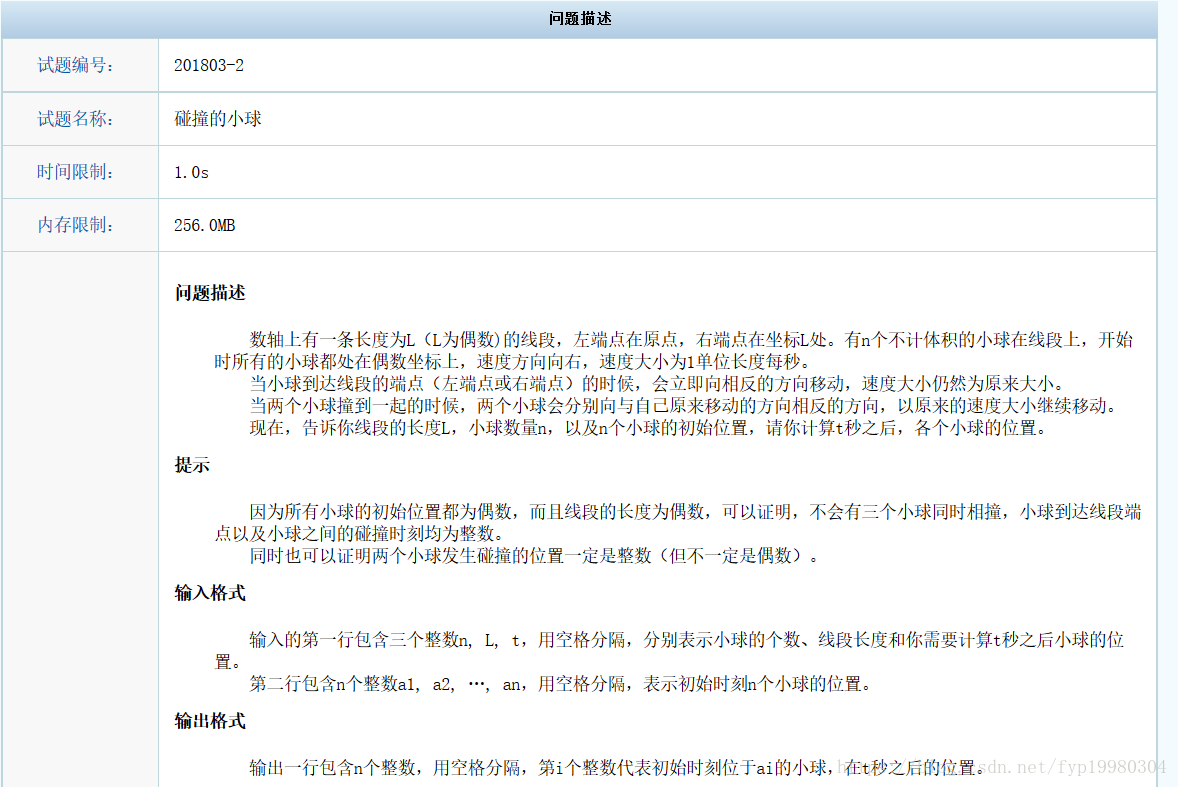 问题描述
试题编号： 201803-2
试题名称： 碰撞的小球
时间限制： 1.0s
内存限制： 256.0MB
问题描述
数轴上有一条长度为L（L为偶数)的线段，左端点在原点，右端点在坐标L处。有n个不计体积的小球在线段上，开始
时所有的小球都处在偶数坐标上，速度方向向右，速度大小为1单位长度每秒。
当小球到达线段的端点（左端点或右端点）的时候，会立即向相反的方向移动，速度大小仍然为原来大小。
当两个小球撞到一起的时候，两个小球会分别向与自己原来移动的方向相反的方向，以原来的速度大小继续移动。
现在，告诉你线段的长度L，小球数量n，以及n个小球的初始位置，请你计算t秒之后，各个小球的位置。
提示
因为所有小球的初始位置都为偶数，而且线段的长度为偶数，可以证明，不会有三个小球同时相撞，小球到达线段端
点以及小球之间的碰撞时刻均为整数。
同时也可以证明两个小球发生碰撞的位置一定是整数（但不一定是偶数）。
输入格式
输入的第一行包含三个整数n, L, t，用空格分隔，分别表示小球的个数、线段长度和你需要计算t秒之后小球的位
置。
第二行包含n个整数a1, a2, …, an，用空格分隔，表示初始时刻n个小球的位置。
输出格式
输出一行包含n个整数，用空格分隔，第i个整数代表初始时刻位于ai的小球，在t秒之后的位置。
sdn.net/fyp19980304